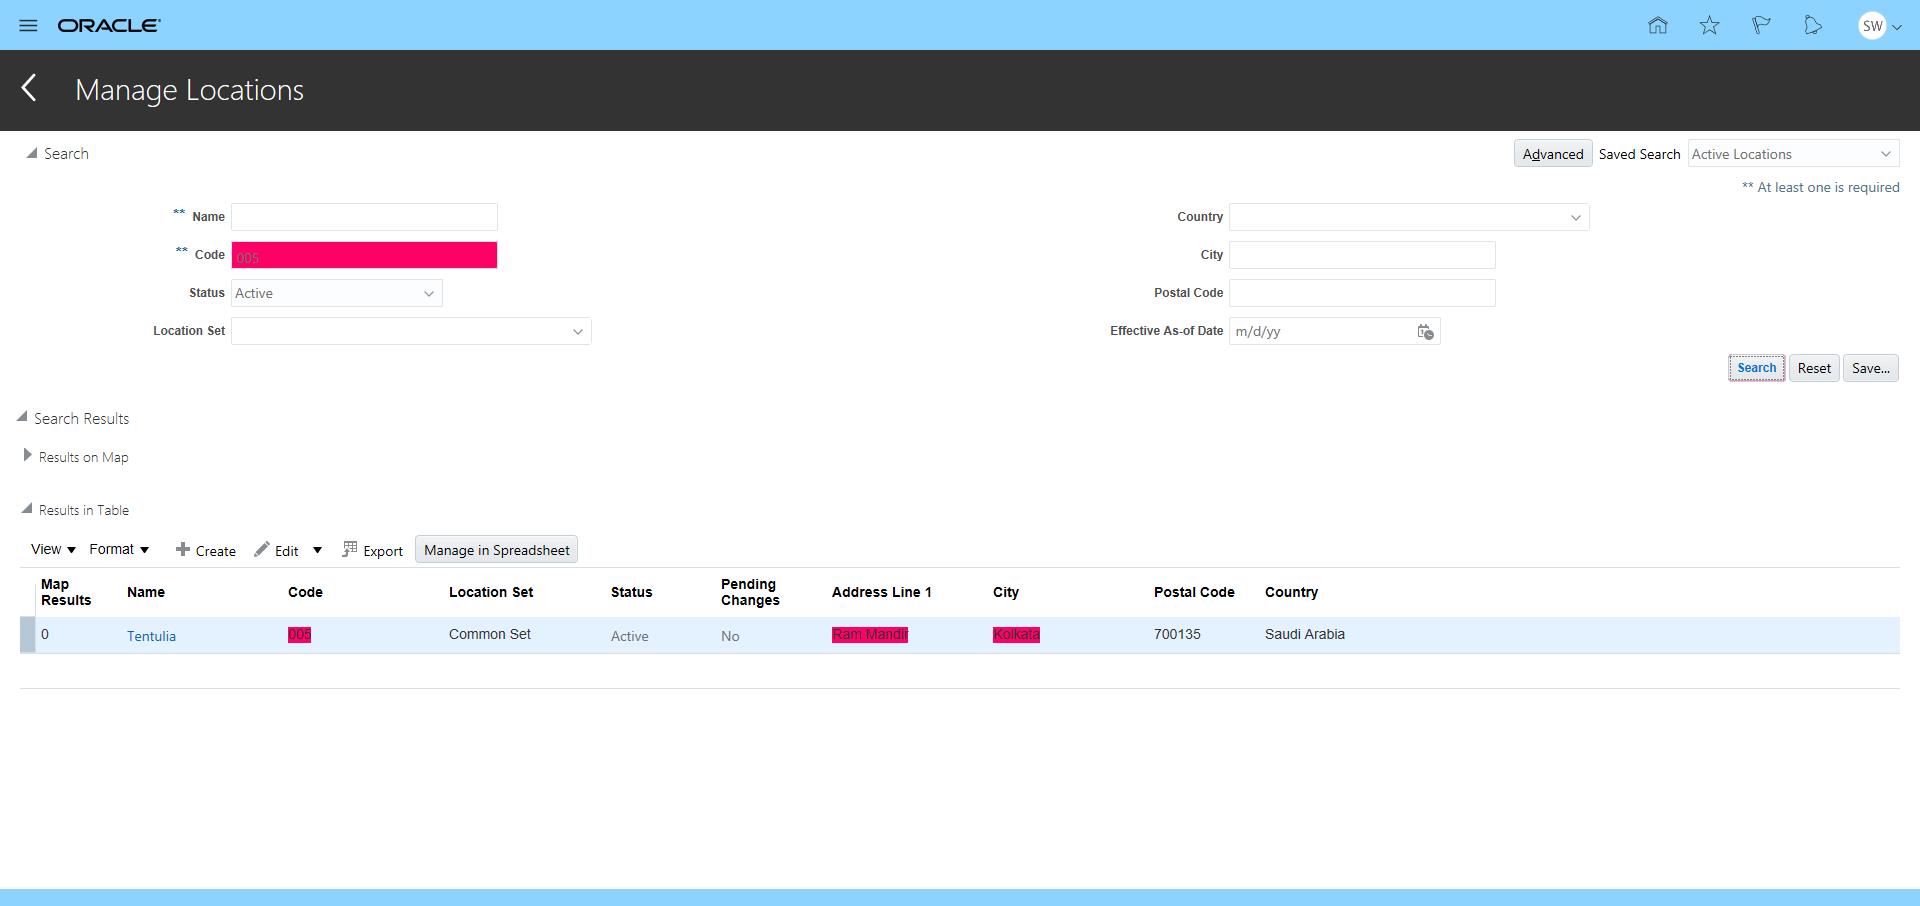 ORACLE
SW
Manage Locations
Search
Advanced Saved Search Active Locations
** At least one is required
** Name
Country
** Code 005
City
Status Active
Postal Code
Location Set
Effective As-of Date m/d/yy
Search Reset Save...
Search Results
Results on Map
Results in Table
View Format Create Edit Export Manage in Spreadsheet
Map Results Name Code Location Set Status Pending Changes Address Line 1 City Postal Code Country
0 Tentulia 005 Common Set Active No Ram Mandir Kolkata 700135 Saudi Arabia